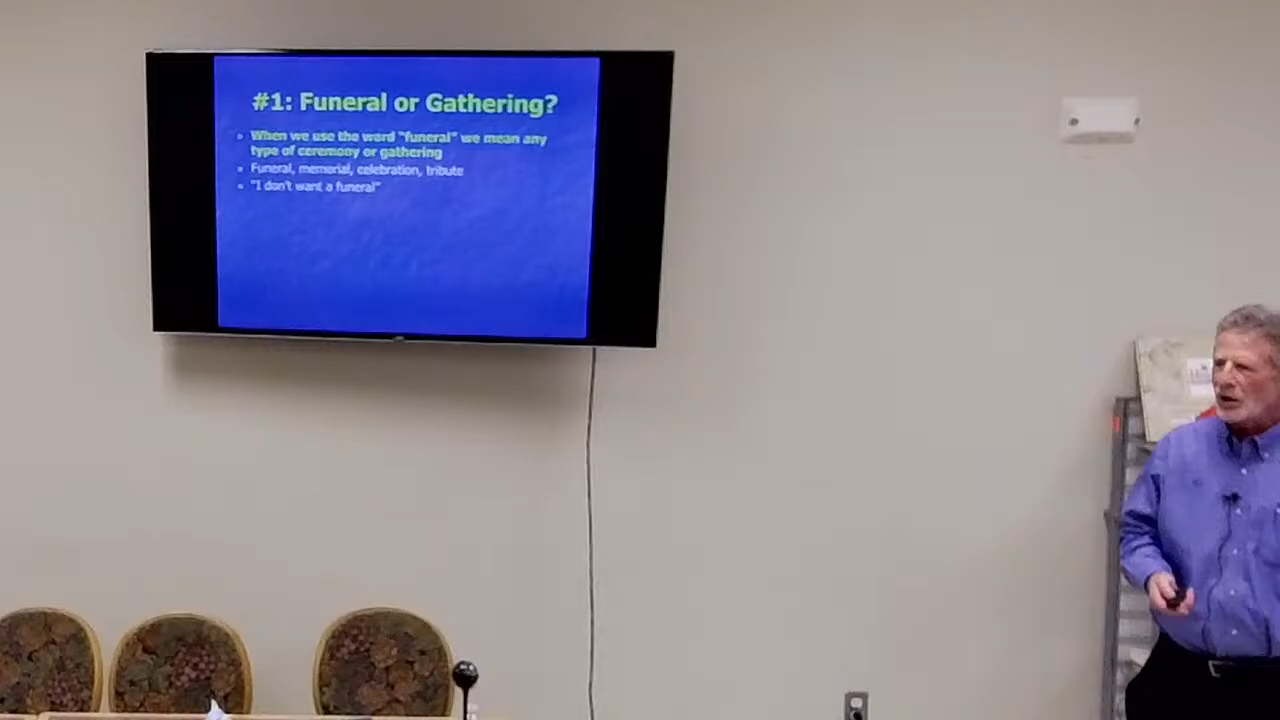 #1: Funeral or Gathering?
» When we use the word "funeral" we mean any
type of ceremony or gathering
» Funeral, memorial, celebration, tribute
» "I don't want a funeral"